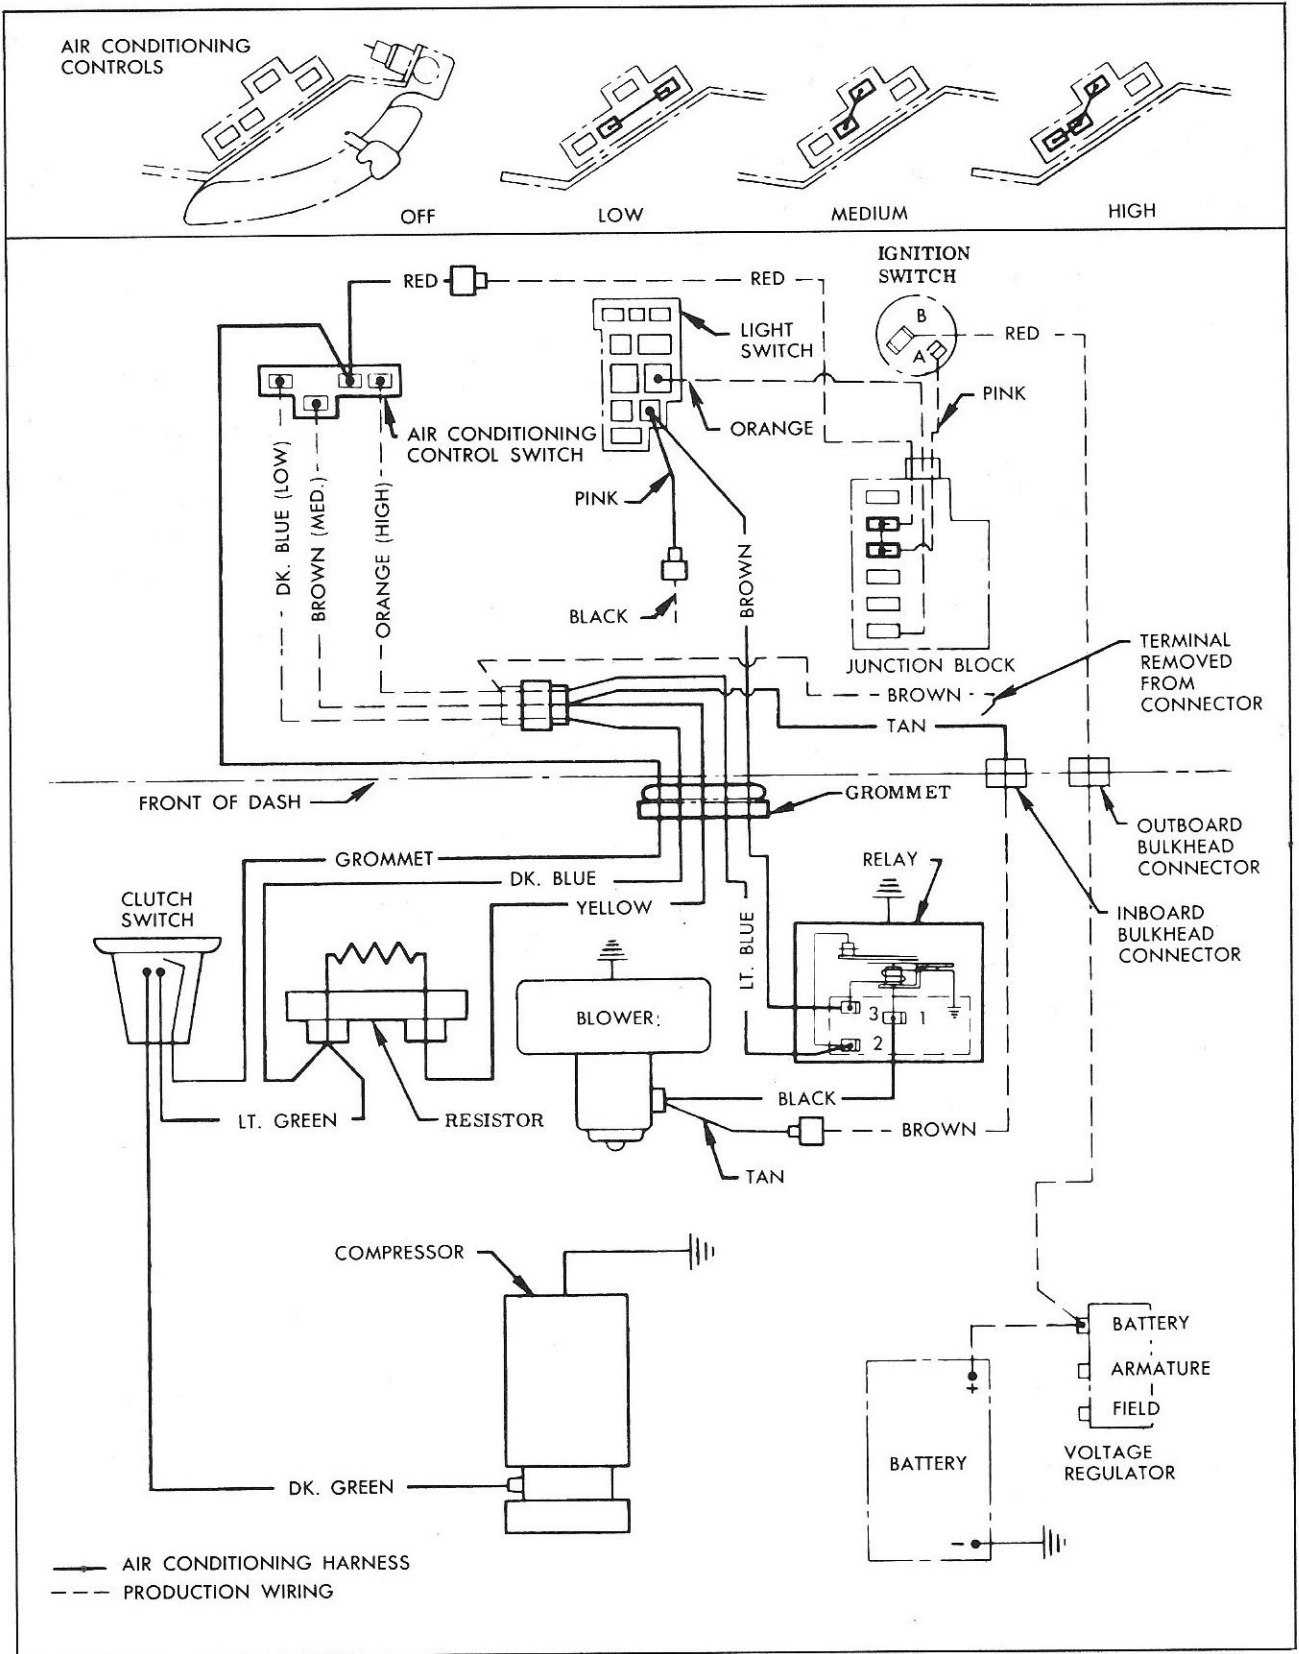 AIR CONDITIONING
CONTROLS
OFF
LOW
MEDIUM
HIGH
IGNITION
SWITCH
RED
RED
B
A
RED
LIGHT
SWITCH
PINK
ORANGE
AIR CONDITIONING
CONTROL SWITCH
DK. BLUE (LOW)
BROWN (MED.)
ORANGE (HIGH)
PINK
BROWN
BLACK
JUNCTION BLOCK
TERMINAL
REMOVED
FROM
CONNECTOR
BROWN
TAN
FRONT OF DASH
GROMMET
OUTBOARD
BULKHEAD
CONNECTOR
GROMMET
RELAY
DK. BLUE
CLUTCH
SWITCH
YELLOW
INBOARD
BULKHEAD
CONNECTOR
LT. BLUE
BLOWER:
3
1
2
BLACK
LT. GREEN
RESISTOR
BROWN
TAN
COMPRESSOR
BATTERY
ARMATURE
FIELD
+
VOLTAGE
REGULATOR
BATTERY
DK. GREEN
-
AIR CONDITIONING HARNESS
PRODUCTION WIRING